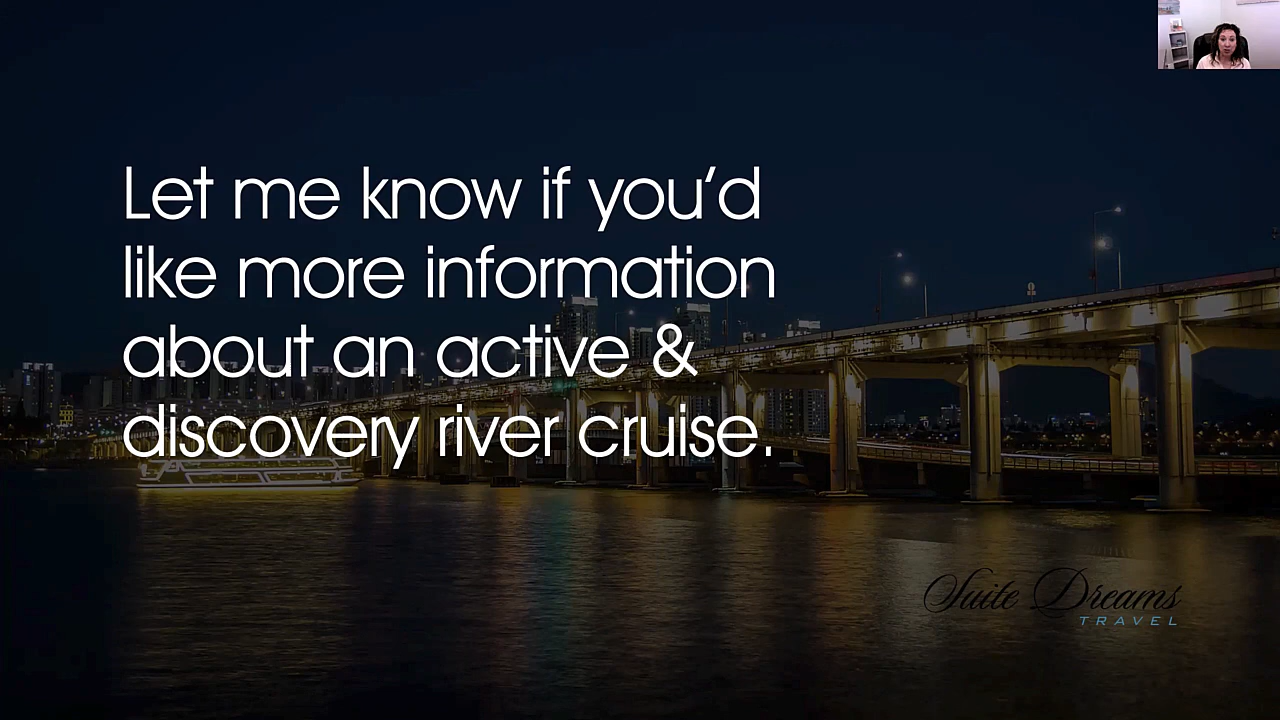 Let me know if you’d
like more information
about an active &
discovery river cruise.
Suite Dreams
TRAVEL